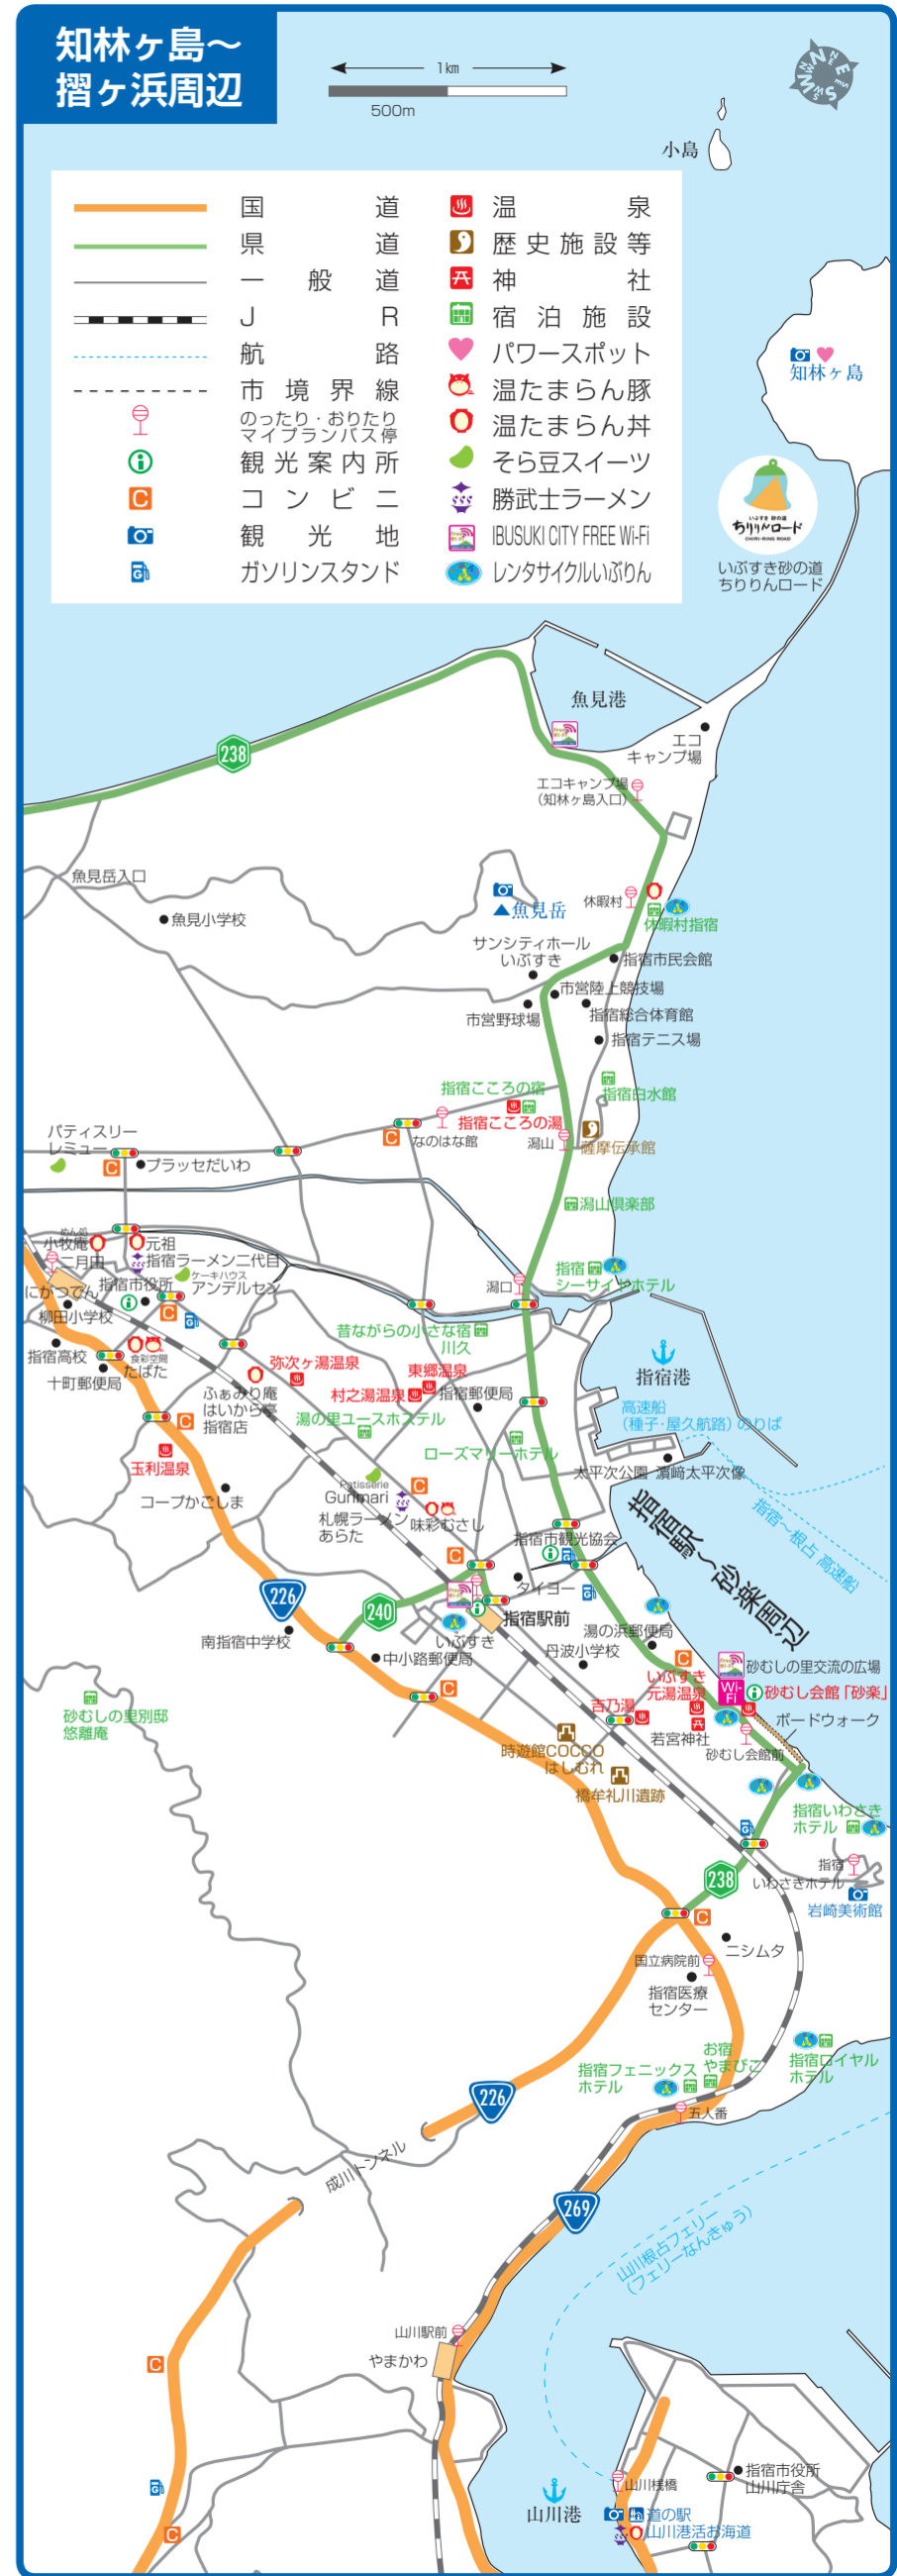 知林ヶ島〜
摺ヶ浜周辺
1km
500m
小島
国道
県道
一般道
JR
航路
市境界線
のったり・おりたり
マイプランバス停
観光案内所
コンビニ
観光地
ガソリンスタンド
温泉
歴史施設等
神社
宿泊施設
パワースポット
温たまらん豚
温たまらん丼
そら豆スイーツ
勝武士ラーメン
IBUSUKI CITY FREE Wi-Fi
レンタサイクルいぶりん
知林ヶ島
いぶすき 砂の道
ちりりんロード
CHIRI-RING ROAD
いぶすき砂の道
ちりりんロード
魚見港
238
エコ
キャンプ場
エコキャンプ場
(知林ヶ島入口)
魚見岳入口
魚見小学校
魚見岳
休暇村
休暇村指宿
サンシティホール
いぶすき
指宿市民会館
市営陸上競技場
市営野球場
指宿総合体育館
指宿テニス場
指宿こころの宿
指宿白水館
指宿こころの湯
なのはな館
潟山
薩摩伝承館
パティスリー
レミュー
プラッセだいわ
潟山倶楽部
めん処
小牧庵
二月田
元祖
指宿ラーメン二代目
ケーキハウス
アンデルセン
にがつでん
指宿市役所
柳田小学校
指宿
シーサイドホテル
潟口
昔ながらの小さな宿
川久
指宿高校
十町郵便局
食彩空間
たばた
弥次ヶ湯温泉
東郷温泉
村之湯温泉
指宿郵便局
ふぁみり庵
はいから亭
指宿店
湯の里ユースホステル
指宿港
高速船
(種子・屋久航路)のりば
玉利温泉
ローズマリーホテル
太平次公園
濵﨑太平次像
コープかごしま
Patisserie
Gunmari
札幌ラーメン
あらた
味彩むさし
指宿市観光協会
指宿〜根占 高速船
指宿駅〜砂楽周辺
226
240
タイヨー
指宿駅前
いぶすき
湯の浜郵便局
丹波小学校
南指宿中学校
中小路郵便局
砂むしの里交流の広場
いぶすき
元湯温泉
Wi-
Fi
砂むし会館「砂楽」
吉乃湯
若宮神社
ボードウォーク
砂むし会館前
砂むしの里別邸
悠離庵
時遊館COCCO
はしむれ
橋牟礼川遺跡
指宿いわさき
ホテル
指宿
いわさきホテル
岩崎美術館
238
ニシムタ
国立病院前
指宿医療
センター
お宿
やまびこ
指宿フェニックス
ホテル
指宿ロイヤル
ホテル
226
五人番
成川トンネル
269
山川根占フェリー
(フェリーなんきゅう)
山川駅前
やまかわ
山川桟橋
指宿市役所
山川庁舎
山川港
道の駅
山川港活お海道